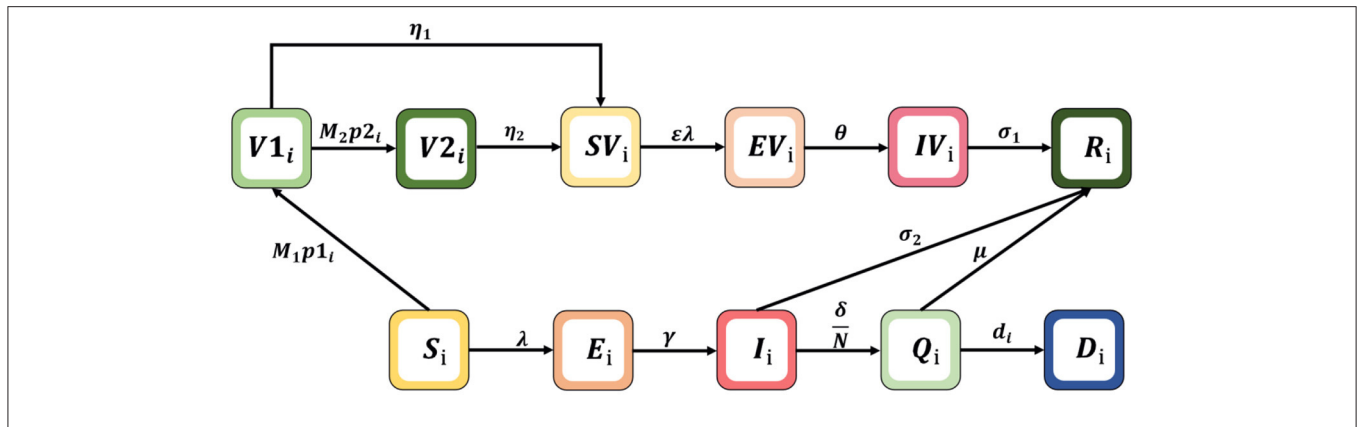 η₁
V1ᵢ M₂p2ᵢ V2ᵢ η₂ SVᵢ ελ EVᵢ θ IVᵢ σ₁ Rᵢ
M₁p1ᵢ σ₂ μ
Sᵢ λ Eᵢ γ Iᵢ δ/N Qᵢ dᵢ Dᵢ